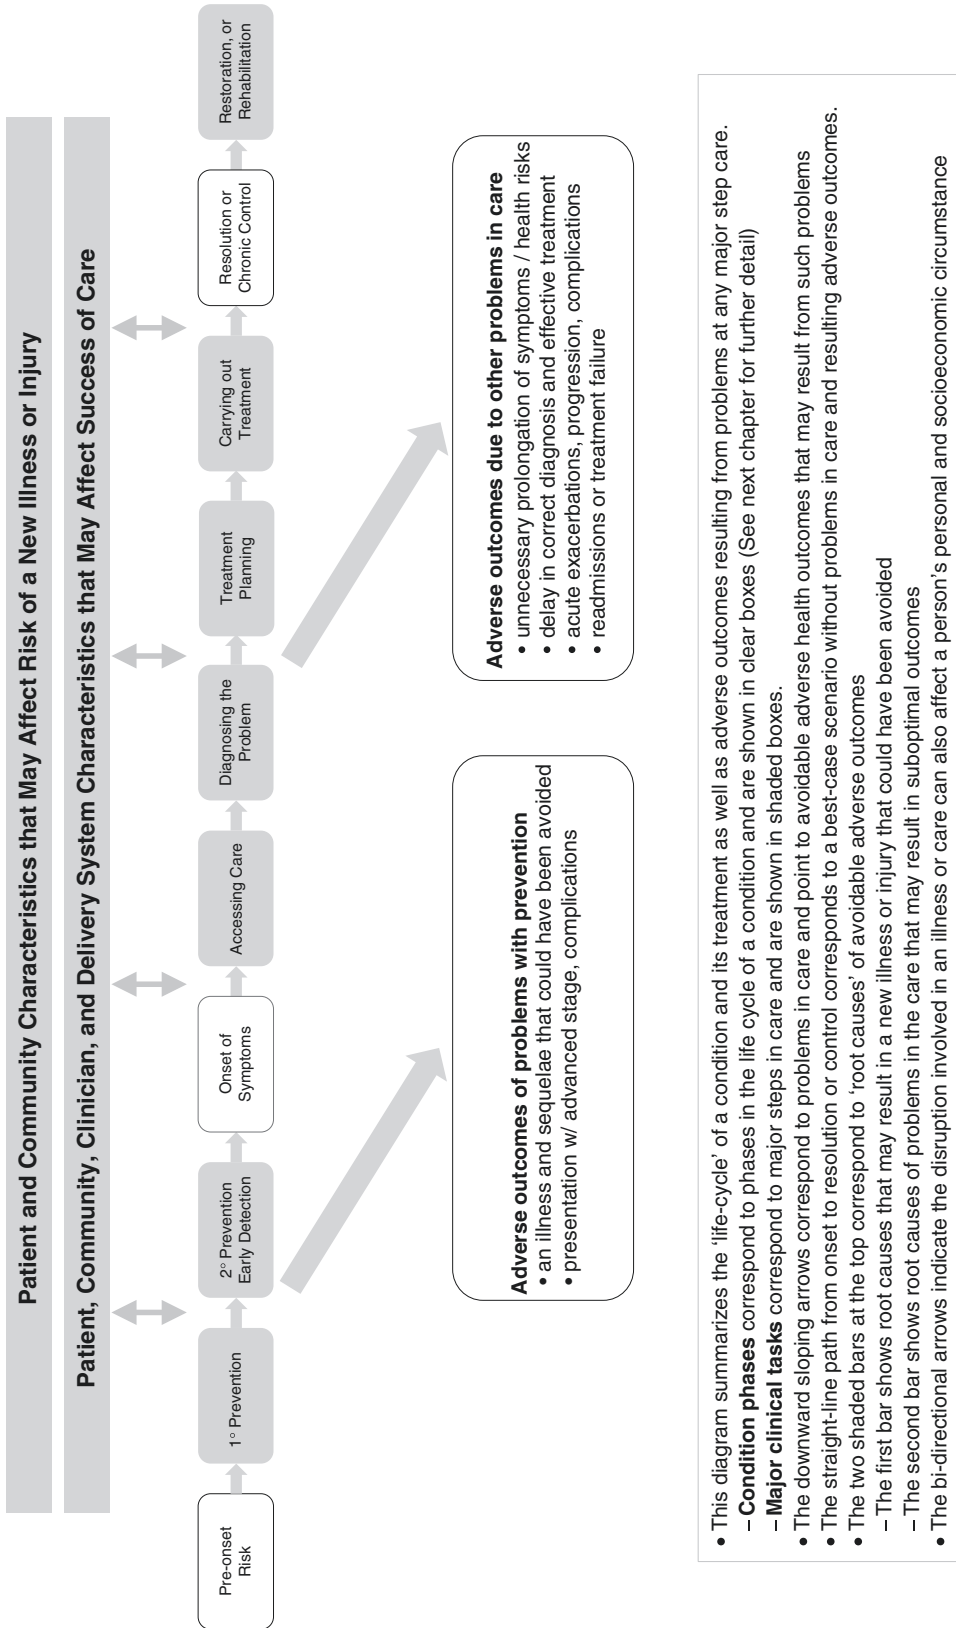 Patient and Community Characteristics that May Affect Risk of a New Illness or Injury
Patient, Community, Clinician, and Delivery System Characteristics that May Affect Success of Care
Pre-onset
Risk
1° Prevention
2° Prevention
Early Detection
Onset of
Symptoms
Accessing Care
Diagnosing the
Problem
Treatment
Planning
Carrying out
Treatment
Resolution or
Chronic Control
Restoration, or
Rehabilitation
Adverse outcomes of problems with prevention
• an illness and sequelae that could have been avoided
• presentation w/ advanced stage, complications
Adverse outcomes due to other problems in care
• unnecessary prolongation of symptoms / health risks
• delay in correct diagnosis and effective treatment
• acute exacerbations, progression, complications
• readmissions or treatment failure
• This diagram summarizes the ‘life-cycle’ of a condition and its treatment as well as adverse outcomes resulting from problems at any major step care.
– Condition phases correspond to phases in the life cycle of a condition and are shown in clear boxes (See next chapter for further detail)
– Major clinical tasks correspond to major steps in care and are shown in shaded boxes.
• The downward sloping arrows correspond to problems in care and point to avoidable adverse health outcomes that may result from such problems
• The straight-line path from onset to resolution or control corresponds to a best-case scenario without problems in care and resulting adverse outcomes.
• The two shaded bars at the top correspond to ‘root causes’ of avoidable adverse outcomes
– The first bar shows root causes that may result in a new illness or injury that could have been avoided
– The second bar shows root causes of problems in the care that may result in suboptimal outcomes
• The bi-directional arrows indicate the disruption involved in an illness or care can also affect a person’s personal and socioeconomic circumstance